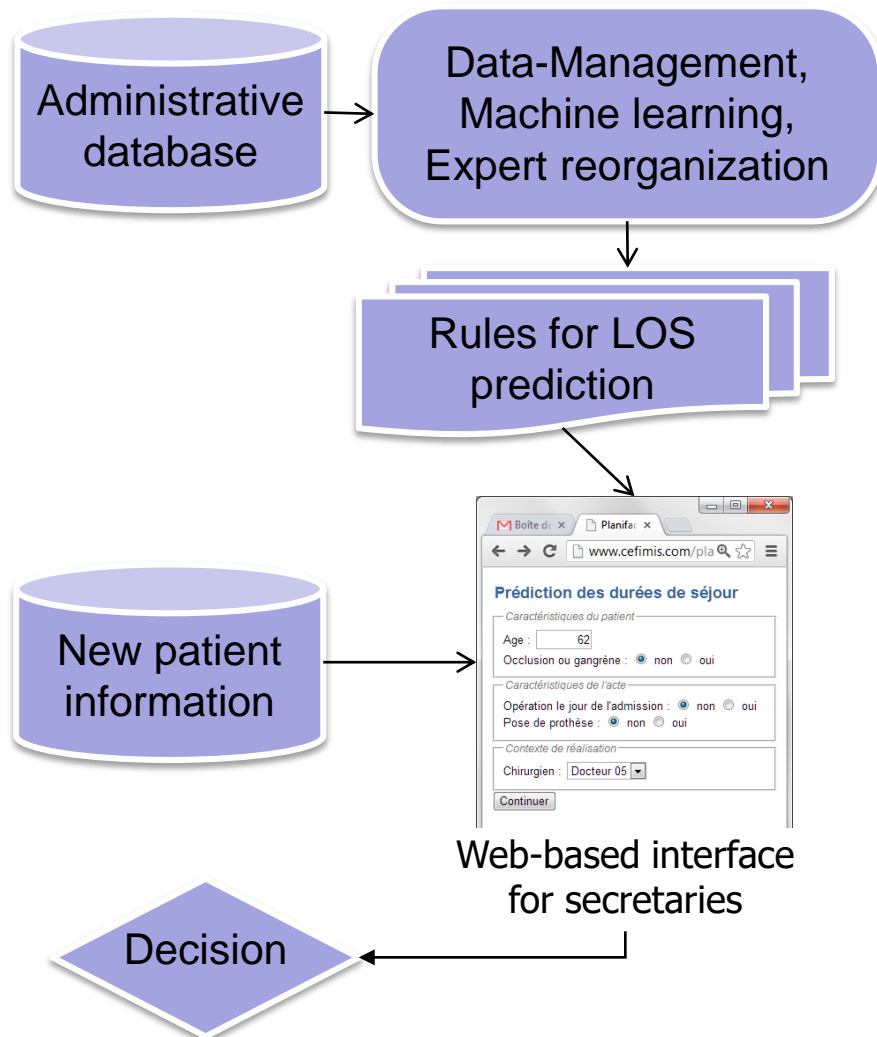 Administrative
database
Data-Management,
Machine learning,
Expert reorganization
Rules for LOS
prediction
Boîte de
Planifac
www.cefimis.com/pla
Prédiction des durées de séjour
Caractéristiques du patient
Age : 62
Occlusion ou gangrène : non oui
Caractéristiques de l'acte
Opération le jour de l'admission : non oui
Pose de prothèse : non oui
Contexte de réalisation
Chirurgien : Docteur 05
Continuer
New patient
information
Web-based interface
for secretaries
Decision